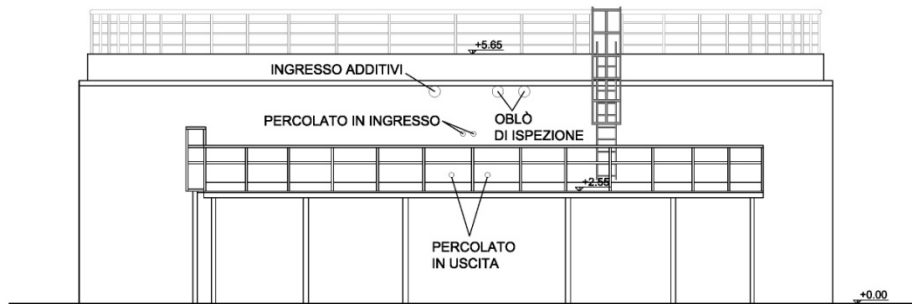 +5.65
INGRESSO ADDITIVI
PERCOLATO IN INGRESSO
OBLÒ
DI ISPEZIONE
+2.55
PERCOLATO
IN USCITA
+0.00